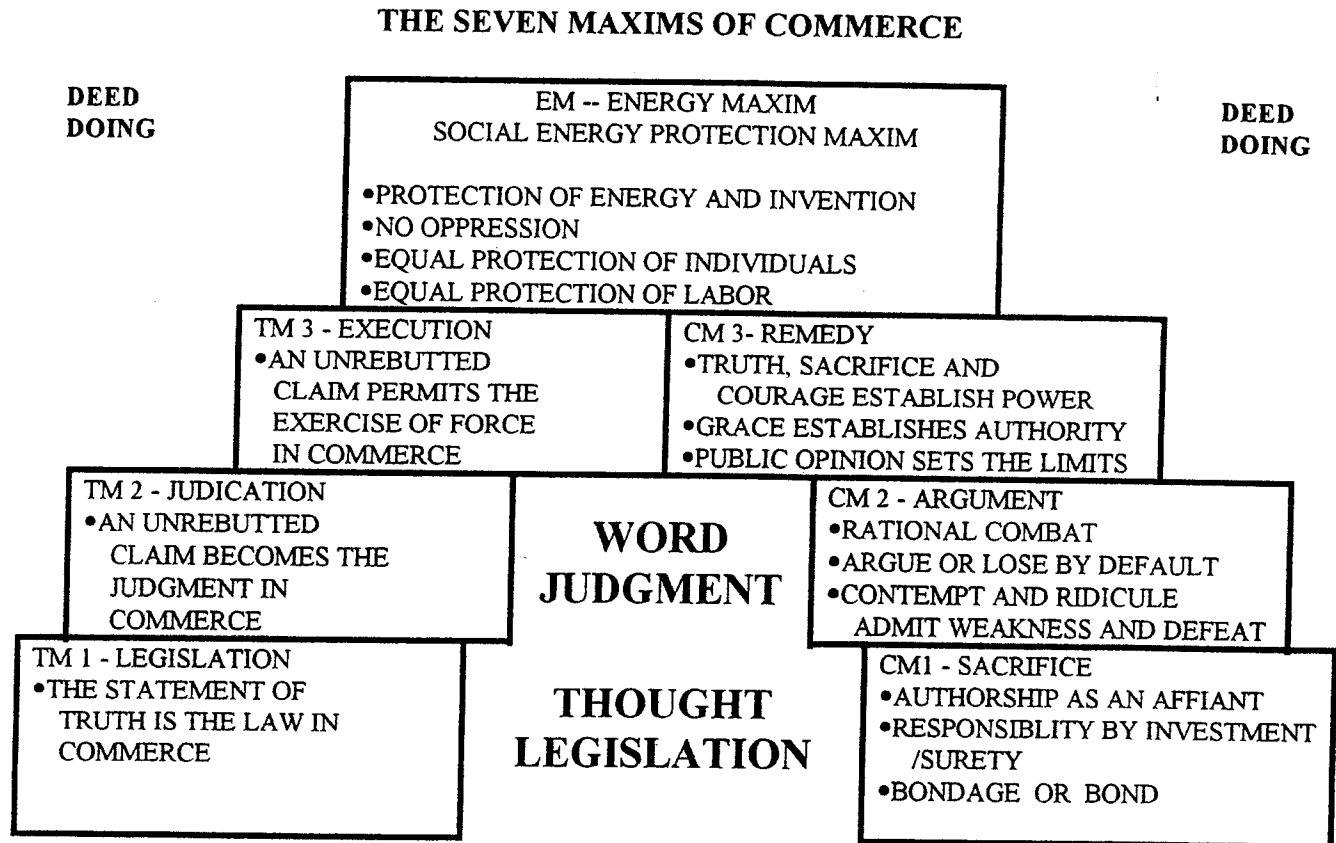 THE SEVEN MAXIMS OF COMMERCE
DEED
DOING
EM -- ENERGY MAXIM
SOCIAL ENERGY PROTECTION MAXIM
•PROTECTION OF ENERGY AND INVENTION
•NO OPPRESSION
•EQUAL PROTECTION OF INDIVIDUALS
•EQUAL PROTECTION OF LABOR
DEED
DOING
TM 3 - EXECUTION
•AN UNREBUTTED
CLAIM PERMITS THE
EXERCISE OF FORCE
IN COMMERCE
CM 3- REMEDY
•TRUTH, SACRIFICE AND
COURAGE ESTABLISH POWER
•GRACE ESTABLISHES AUTHORITY
•PUBLIC OPINION SETS THE LIMITS
TM 2 - JUDICATION
•AN UNREBUTTED
CLAIM BECOMES THE
JUDGMENT IN
COMMERCE
WORD
JUDGMENT
CM 2 - ARGUMENT
•RATIONAL COMBAT
•ARGUE OR LOSE BY DEFAULT
•CONTEMPT AND RIDICULE
ADMIT WEAKNESS AND DEFEAT
TM 1 - LEGISLATION
•THE STATEMENT OF
TRUTH IS THE LAW IN
COMMERCE
THOUGHT
LEGISLATION
CM1 - SACRIFICE
•AUTHORSHIP AS AN AFFIANT
•RESPONSIBLITY BY INVESTMENT
/SURETY
•BONDAGE OR BOND